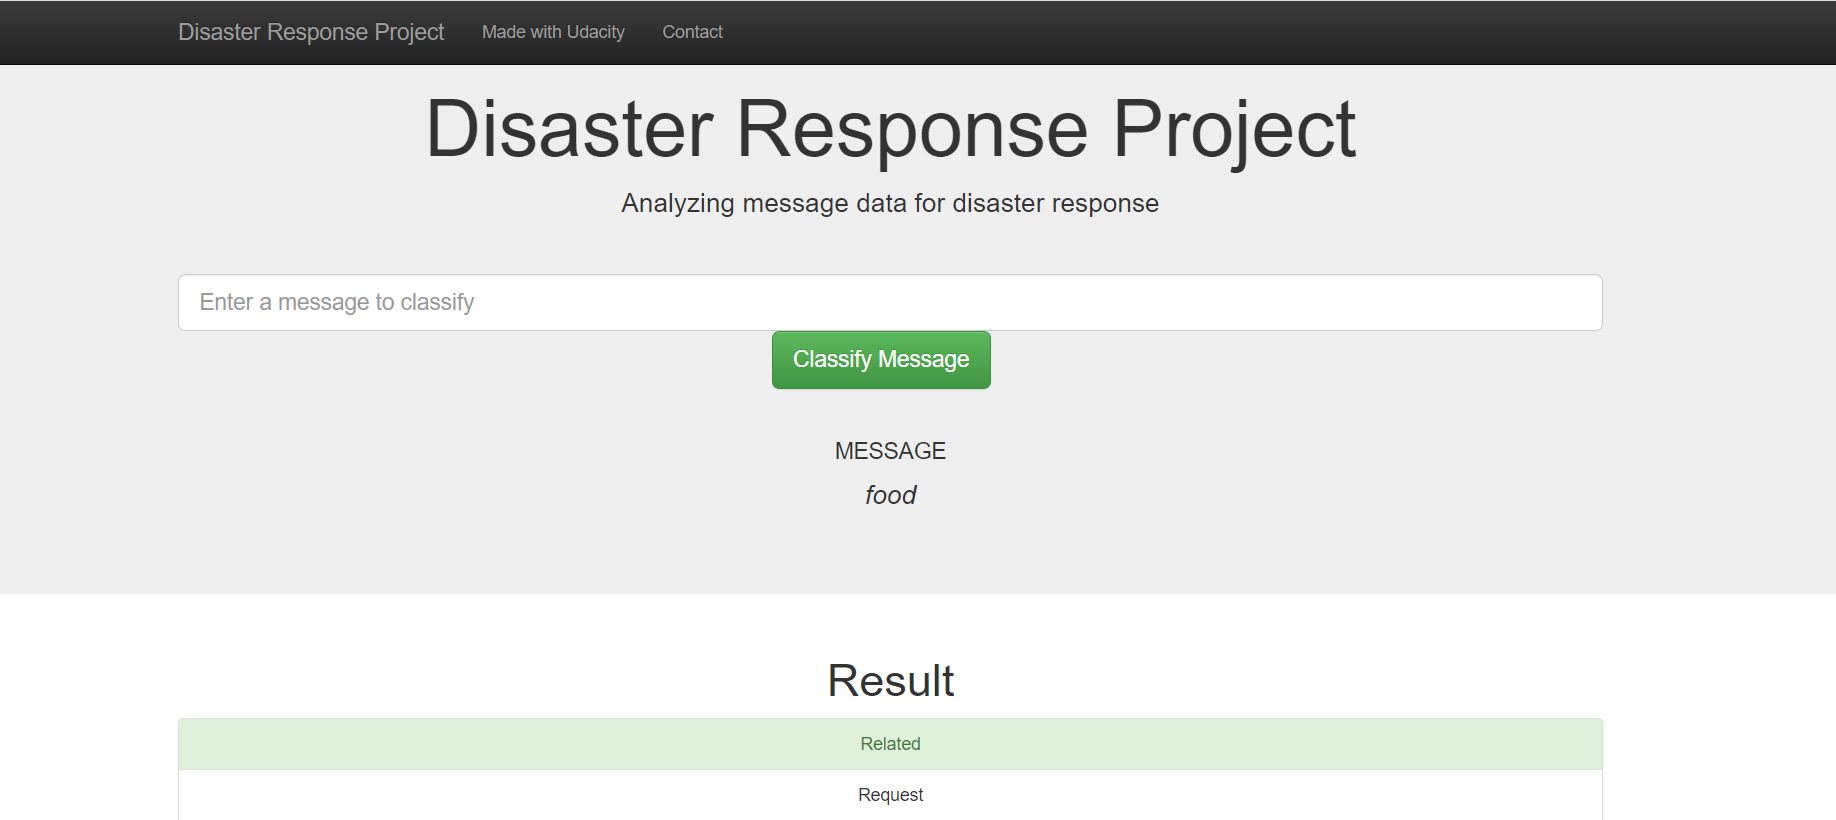 Disaster Response Project Made with Udacity Contact
Disaster Response Project
Analyzing message data for disaster response
Enter a message to classify
Classify Message
MESSAGE
food
Result
Related
Request